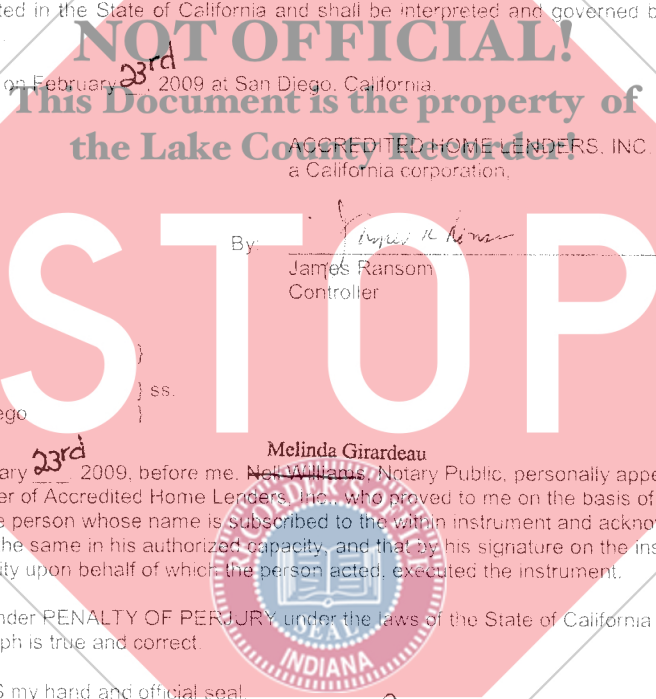 ted in the State of California and shall be interpreted and governed b
NOT OFFICIAL!
on February 23rd, 2009 at San Diego, California.
This Document is the property of
the Lake County Recorder!
ACCREDITED HOME LENDERS, INC.
a California corporation,
STOP
By:
James Ransom
Controller
ss.
ego
Melinda Girardeau
ary 23rd 2009, before me, Nell Williams, Notary Public, personally appe
er of Accredited Home Lenders, Inc., who proved to me on the basis of
e person whose name is subscribed to the within instrument and acknow
he same in his authorized capacity, and that by his signature on the ins
ity upon behalf of which the person acted, executed the instrument.
nder PENALTY OF PERJURY under the laws of the State of California
ph is true and correct.
SEAL
INDIANA
S my hand and official seal.